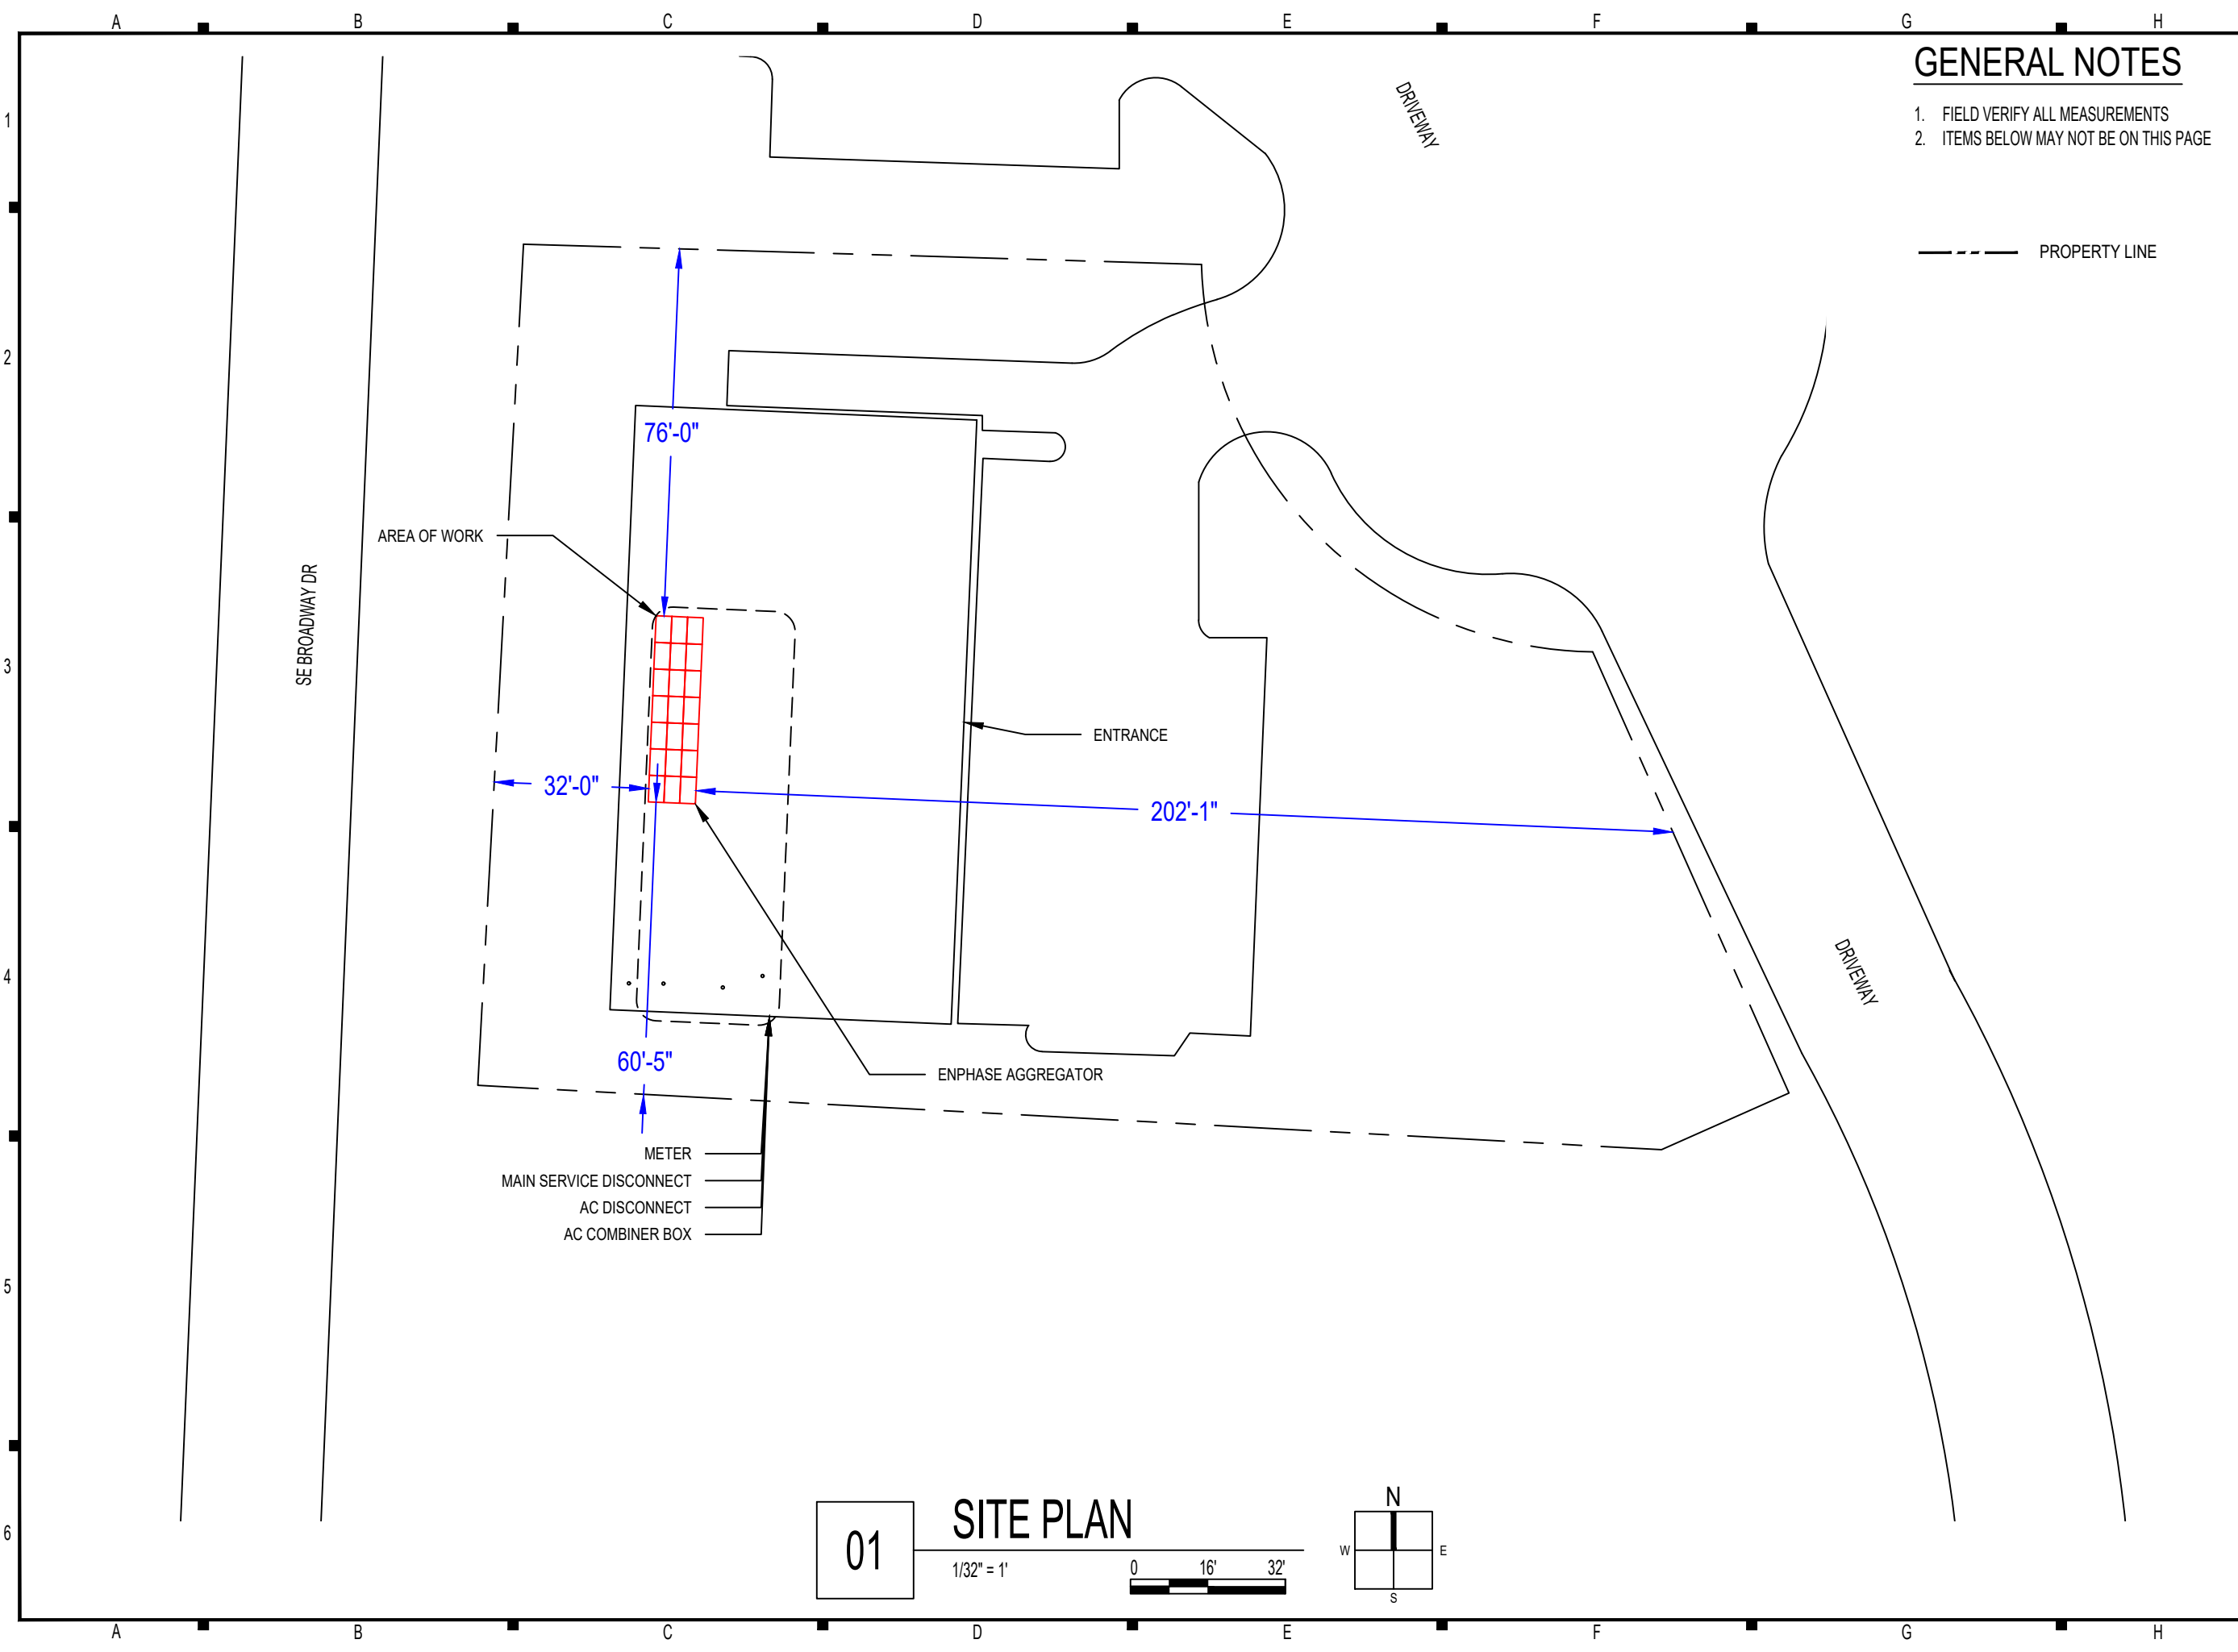 A B C D E F G H
GENERAL NOTES
1. FIELD VERIFY ALL MEASUREMENTS
2. ITEMS BELOW MAY NOT BE ON THIS PAGE
PROPERTY LINE
DRIVEWAY
1
2
3
4
5
6
76'-0"
AREA OF WORK
SE BROADWAY DR
ENTRANCE
32'-0"
202'-1"
DRIVEWAY
60'-5"
ENPHASE AGGREGATOR
METER
MAIN SERVICE DISCONNECT
AC DISCONNECT
AC COMBINER BOX
01
SITE PLAN
1/32" = 1'
0 16' 32'
N
W E
S
A B C D E F G H